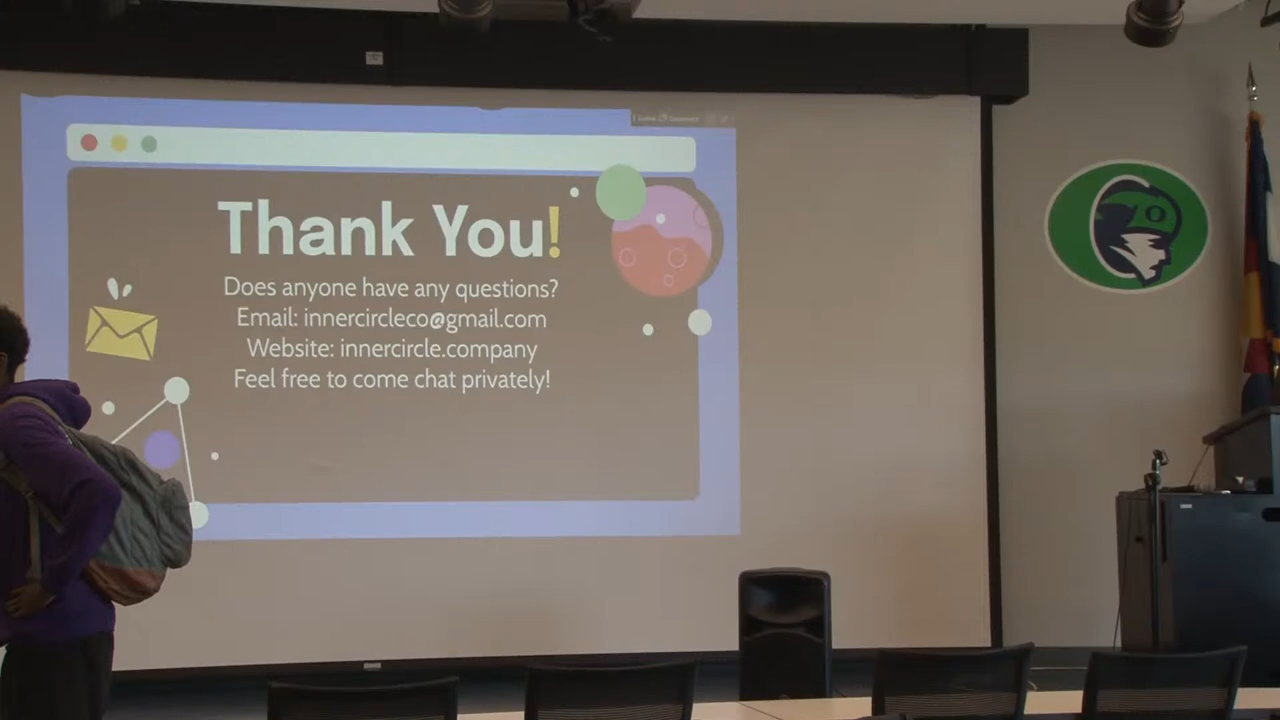 Thank You!
Does anyone have any questions?
Email: innercircleco@gmail.com
Website: innercircle.company
Feel free to come chat privately!
O